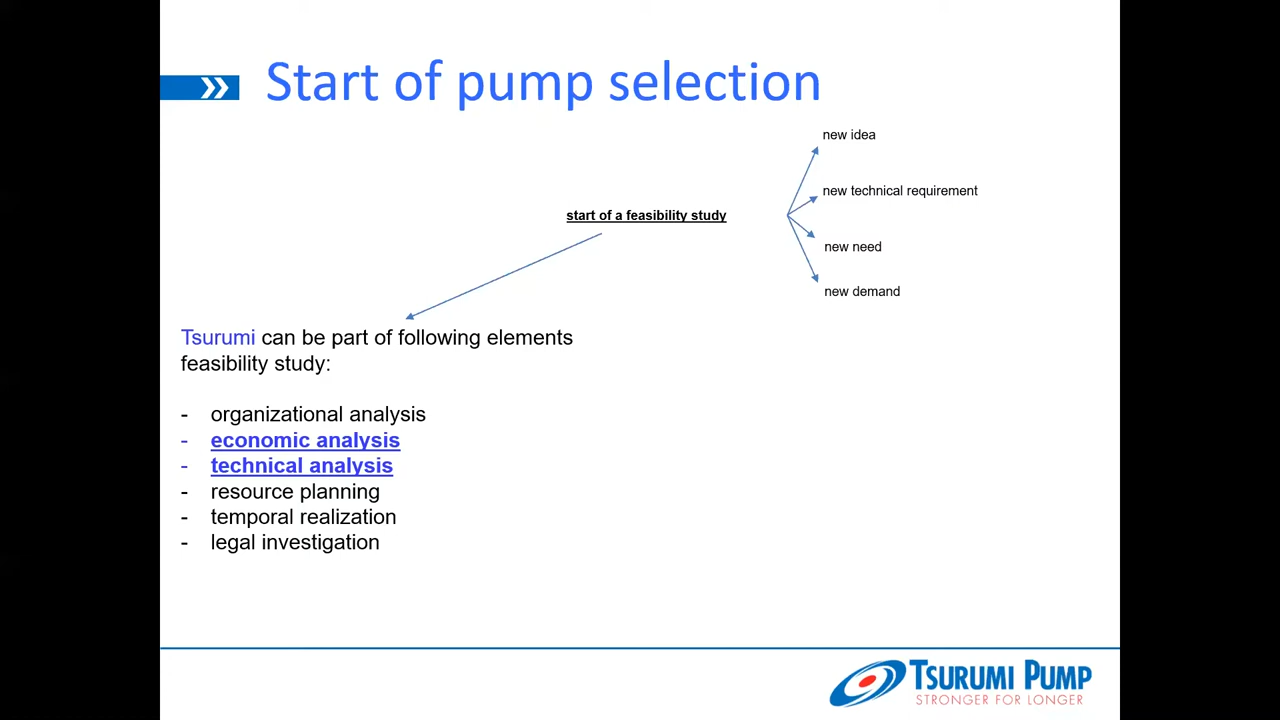 Start of pump selection
new idea
new technical requirement
start of a feasibility study
new need
new demand
Tsurumi can be part of following elements
feasibility study:
- organizational analysis
- economic analysis
- technical analysis
- resource planning
- temporal realization
- legal investigation
TSURUMI PUMP
STRONGER FOR LONGER